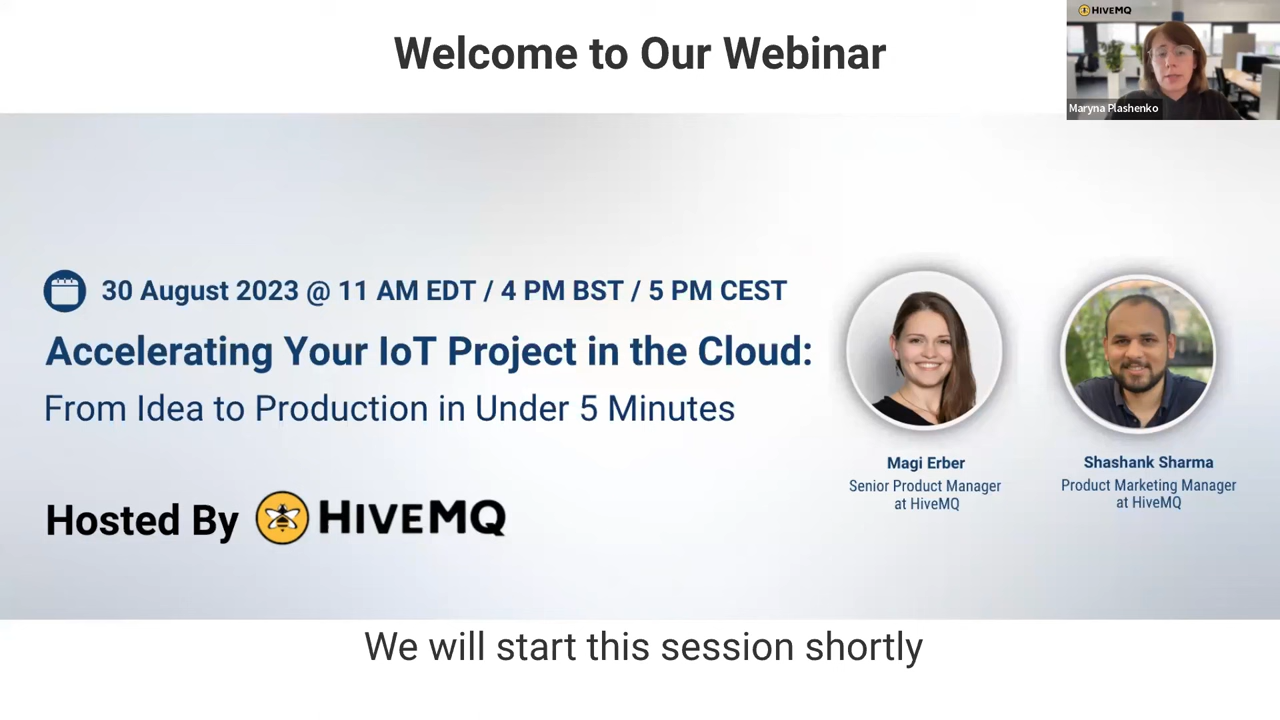 Welcome to Our Webinar
HIVEMQ
Maryna Plashenko
30 August 2023 @ 11 AM EDT / 4 PM BST / 5 PM CEST
Accelerating Your IoT Project in the Cloud:
From Idea to Production in Under 5 Minutes
Hosted By HIVEMQ
Magi Erber
Senior Product Manager
at HiveMQ
Shashank Sharma
Product Marketing Manager
at HiveMQ
We will start this session shortly